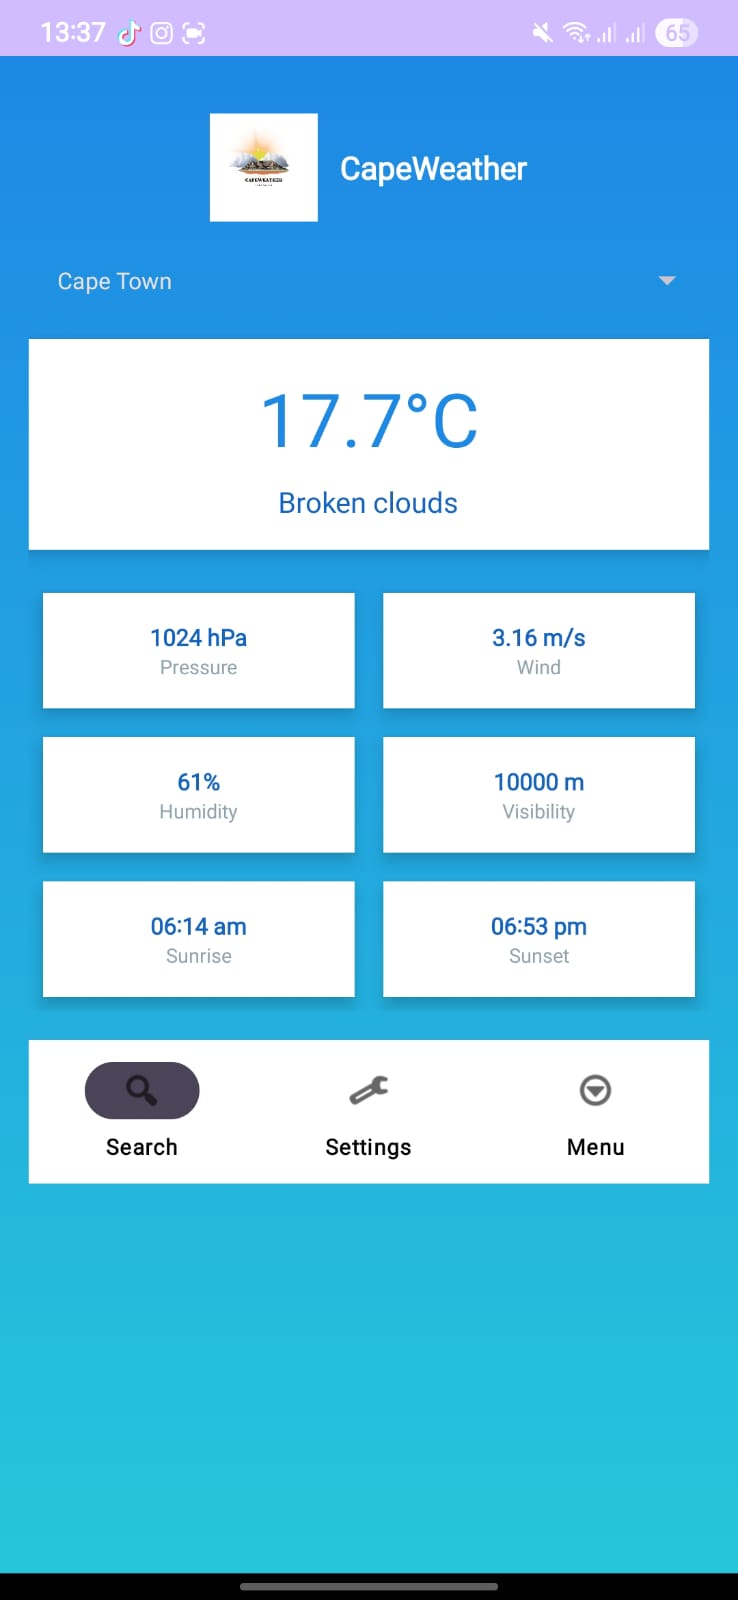 13:37
65
CAPEWEATHER
CapeWeather
Cape Town
17.7°C
Broken clouds
1024 hPa
3.16 m/s
Pressure
Wind
61%
10000 m
Humidity
Visibility
06:14 am
06:53 pm
Sunrise
Sunset
Search
Settings
Menu